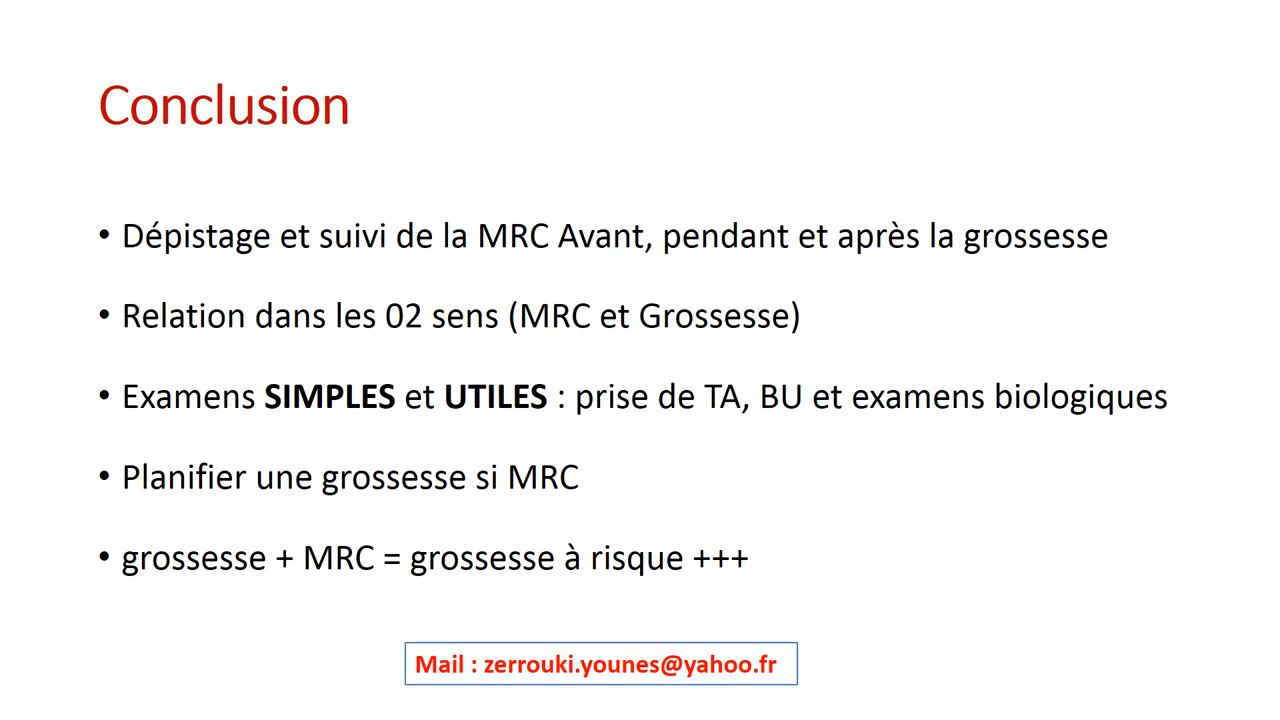 Conclusion
• Dépistage et suivi de la MRC Avant, pendant et après la grossesse
• Relation dans les 02 sens (MRC et Grossesse)
• Examens SIMPLES et UTILES : prise de TA, BU et examens biologiques
• Planifier une grossesse si MRC
• grossesse + MRC = grossesse à risque +++
Mail : zerrouki.younes@yahoo.fr